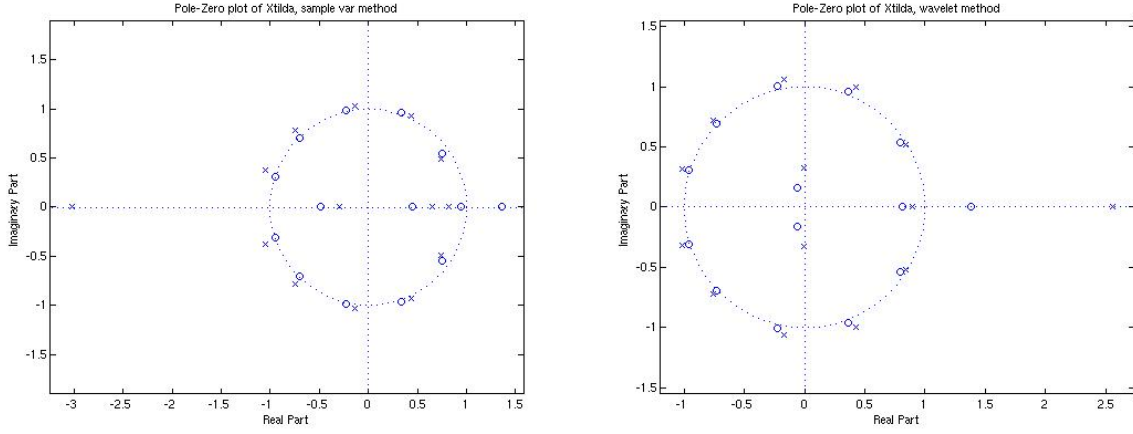 Pole-Zero plot of Xtilda, sample var method
1.5
1
0.5
0
-0.5
-1
-1.5
Imaginary Part
-3 -2.5 -2 -1.5 -1 -0.5 0 0.5 1 1.5
Real Part
Pole-Zero plot of Xtilda, wavelet method
1.5
1
0.5
0
-0.5
-1
-1.5
Imaginary Part
-1 -0.5 0 0.5 1 1.5 2 2.5
Real Part